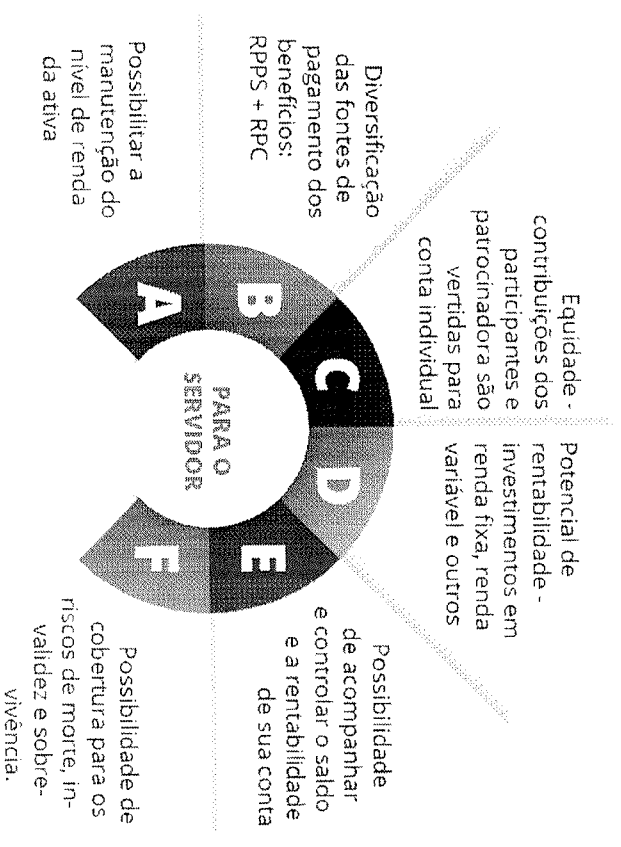 Possibilitar a
manutenção do
nível de renda
da ativa
Diversificação
das fontes de
pagamento dos
benefícios:
RPPS + RPC
Equidade -
contribuições dos
participantes e
patrocinadora são
vertidas para
conta individual
Potencial de
rentabilidade -
investimentos em
renda fixa, renda
variável e outros
Possibilidade
de acompanhar
e controlar o saldo
e a rentabilidade
de sua conta
Possibilidade de
cobertura para os
riscos de morte, in-
validez e sobre-
vivência.
A
B
C
D
E
F
PARA O
SERVIDOR